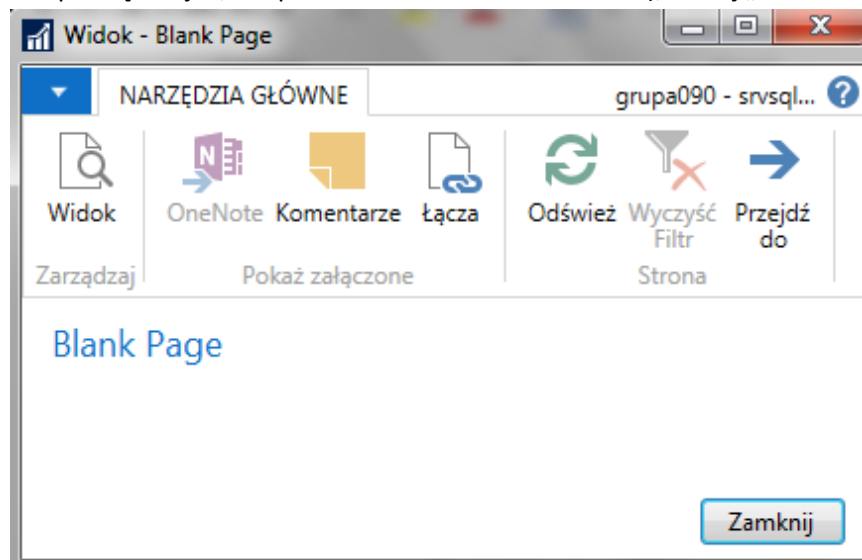 Widok - Blank Page
NARZĘDZIA GŁÓWNE
grupa090 - srvsql...
Widok
OneNote
Komentarze
Łącza
Odśwież
Wyczyść
Filtr
Przejdź
do
Zarządzaj
Pokaż załączone
Strona
Blank Page
Zamknij